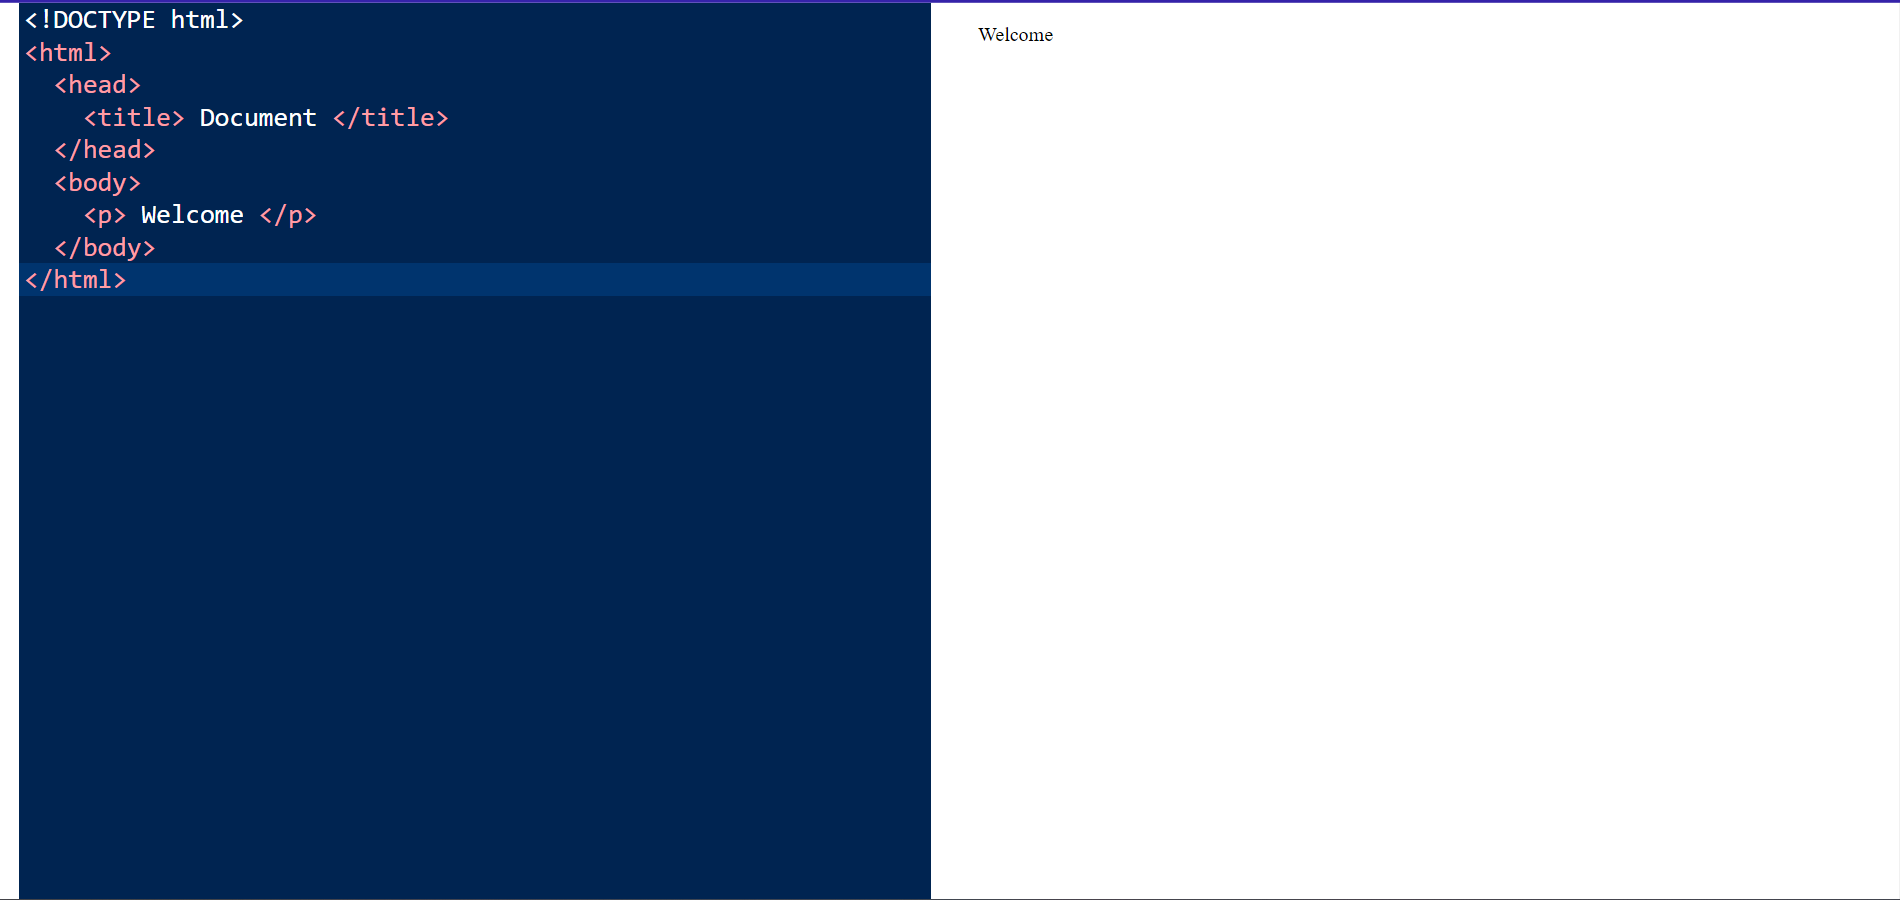 <!DOCTYPE html>
<html>
<head>
<title> Document </title>
</head>
<body>
<p> Welcome </p>
</body>
</html>
Welcome